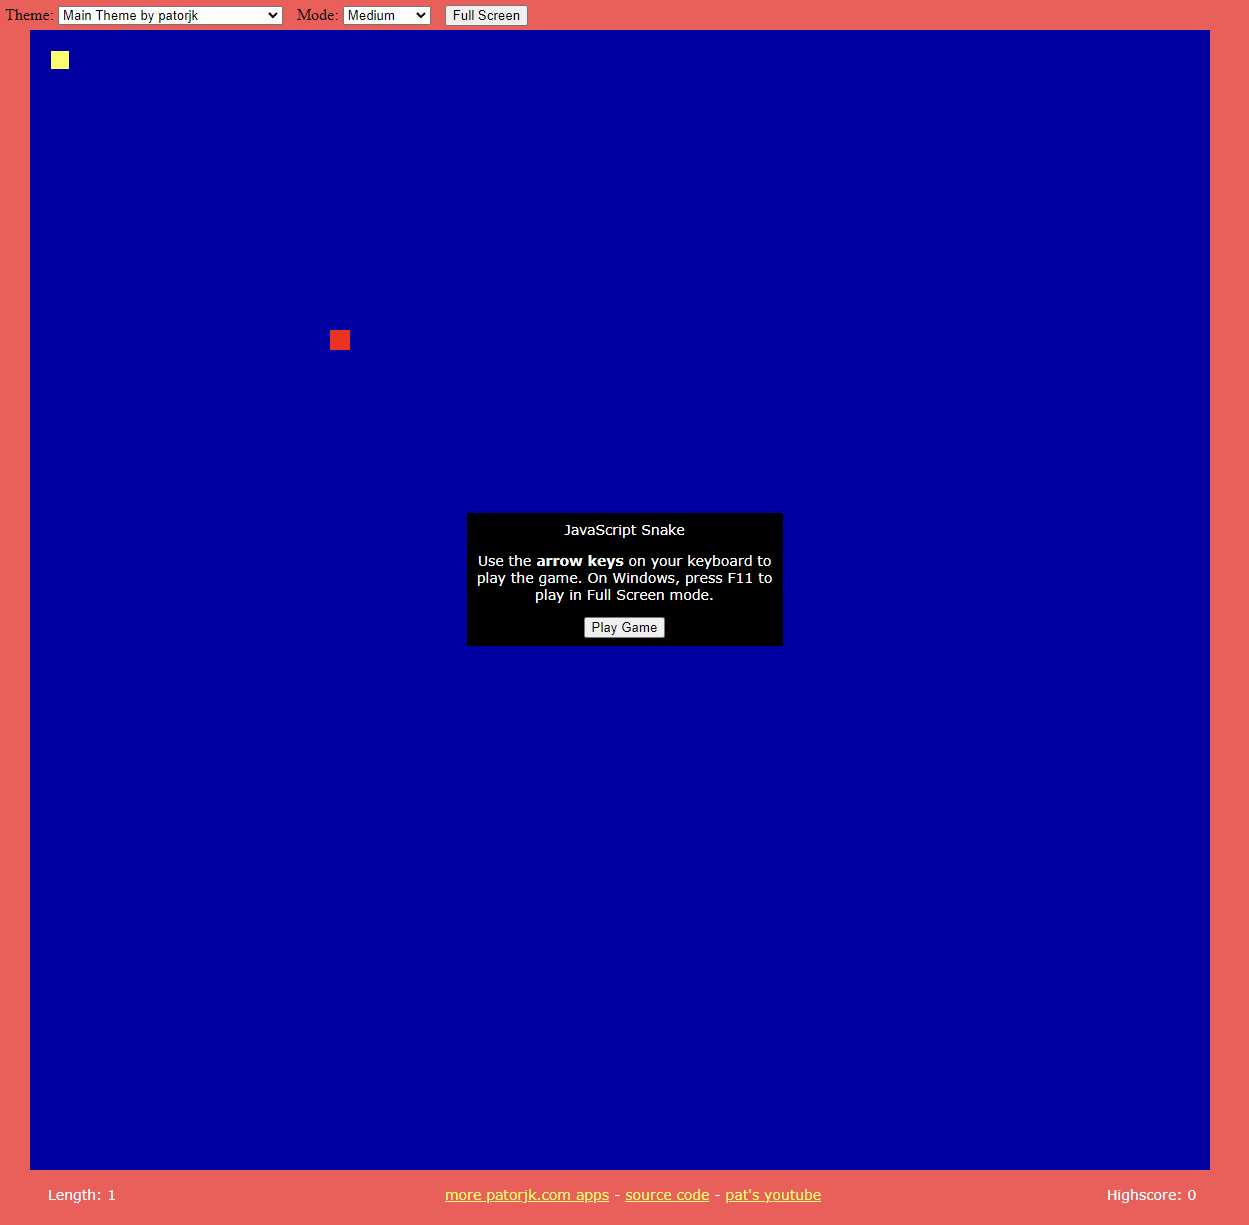 Theme: Main Theme by patorjk Mode: Medium Full Screen
JavaScript Snake
Use the arrow keys on your keyboard to
play the game. On Windows, press F11 to
play in Full Screen mode.
Play Game
Length: 1 more patorjk.com apps - source code - pat's youtube Highscore: 0